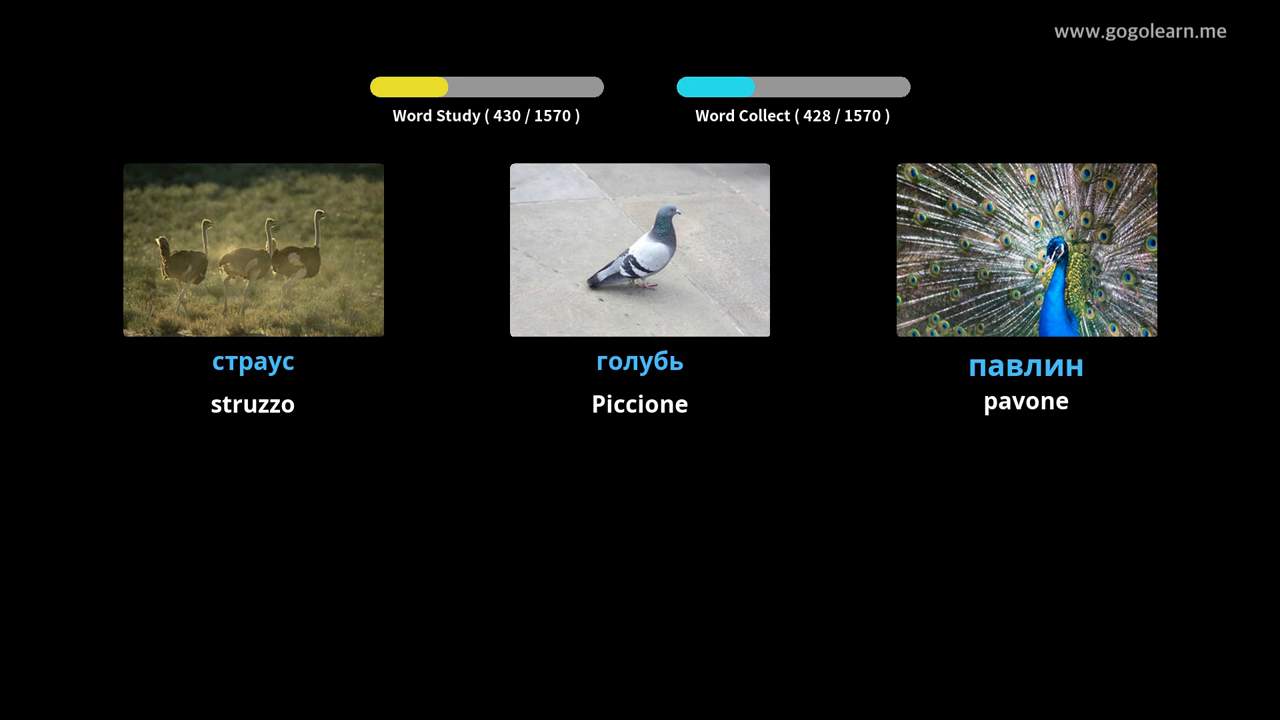 www.gogolearn.me
Word Study ( 430 / 1570 )
Word Collect ( 428 / 1570 )
страус
голубь
павлин
struzzo
Piccione
pavone